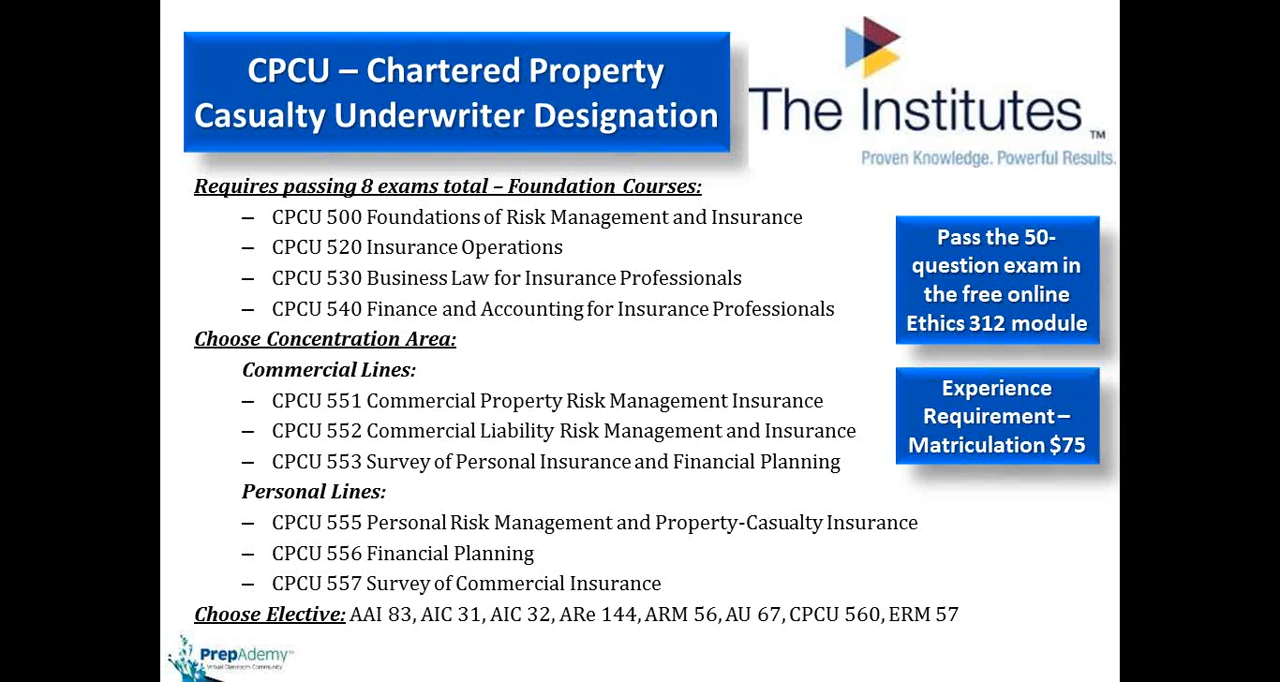 CPCU – Chartered Property
Casualty Underwriter Designation
The Institutes™
Proven Knowledge. Powerful Results.
Requires passing 8 exams total – Foundation Courses:
– CPCU 500 Foundations of Risk Management and Insurance
– CPCU 520 Insurance Operations
– CPCU 530 Business Law for Insurance Professionals
– CPCU 540 Finance and Accounting for Insurance Professionals
Choose Concentration Area:
Commercial Lines:
– CPCU 551 Commercial Property Risk Management Insurance
– CPCU 552 Commercial Liability Risk Management and Insurance
– CPCU 553 Survey of Personal Insurance and Financial Planning
Personal Lines:
– CPCU 555 Personal Risk Management and Property-Casualty Insurance
– CPCU 556 Financial Planning
– CPCU 557 Survey of Commercial Insurance
Choose Elective: AAI 83, AIC 31, AIC 32, ARe 144, ARM 56, AU 67, CPCU 560, ERM 57
Pass the 50-
question exam in
the free online
Ethics 312 module
Experience
Requirement –
Matriculation $75
PrepAdemy™
Virtual Classroom Community